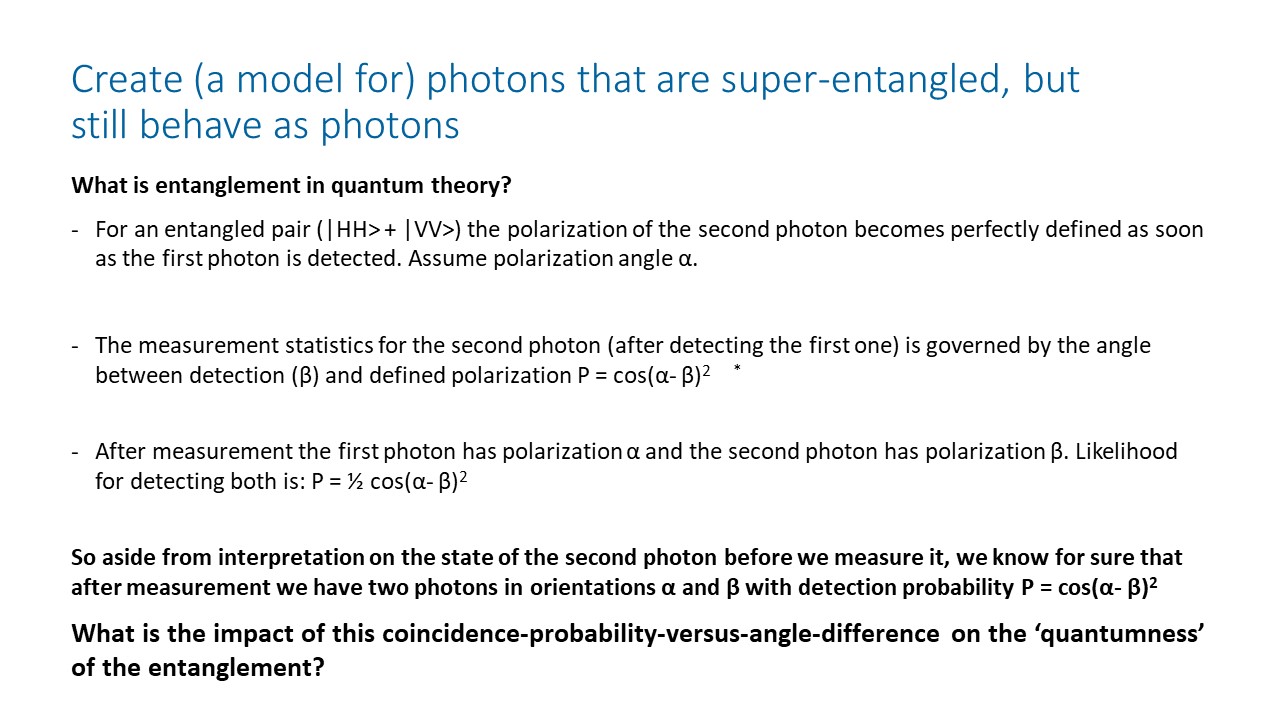 Create (a model for) photons that are super-entangled, but
still behave as photons
What is entanglement in quantum theory?
- For an entangled pair (|HH> + |VV>) the polarization of the second photon becomes perfectly defined as soon
as the first photon is detected. Assume polarization angle α.
- The measurement statistics for the second photon (after detecting the first one) is governed by the angle
between detection (β) and defined polarization P = cos(α- β)² *
- After measurement the first photon has polarization α and the second photon has polarization β. Likelihood
for detecting both is: P = ½ cos(α- β)²
So aside from interpretation on the state of the second photon before we measure it, we know for sure that
after measurement we have two photons in orientations α and β with detection probability P = cos(α- β)²
What is the impact of this coincidence-probability-versus-angle-difference on the ‘quantumness’
of the entanglement?